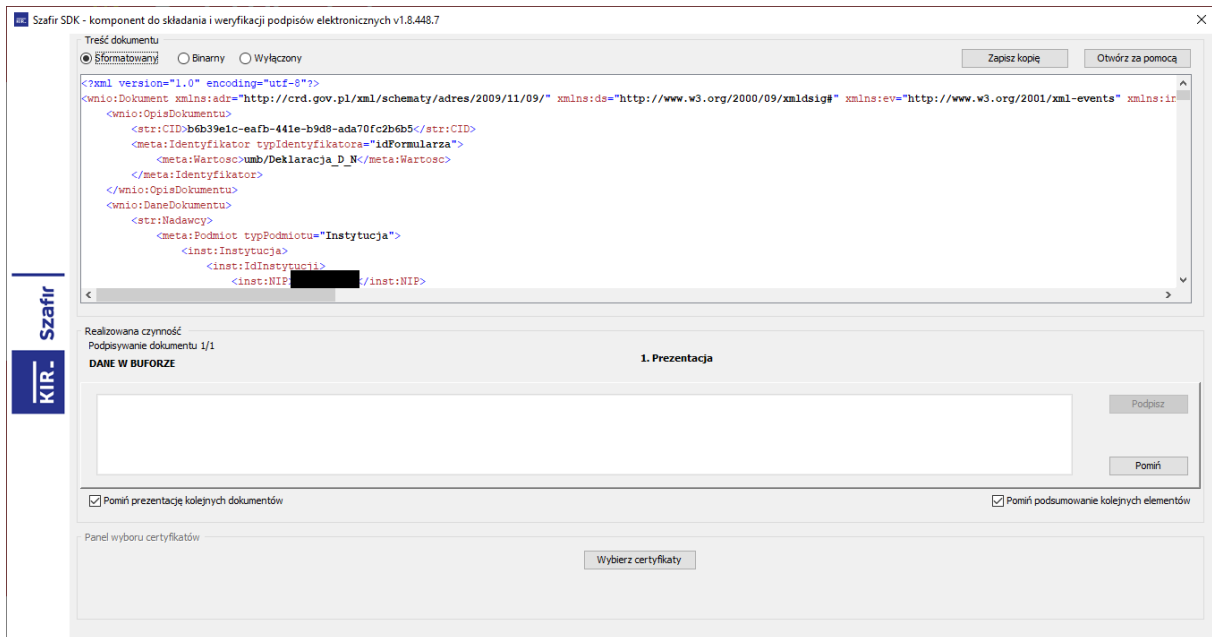 Szafir SDK - komponent do składania i weryfikacji podpisów elektronicznych v1.8.448.7
Treść dokumentu
Sformatowany Binarny Wyłączony Zapisz kopię Otwórz za pomocą
<?xml version="1.0" encoding="utf-8"?>
<wnio:Dokument xmlns:adr="http://crd.gov.pl/xml/schematy/adres/2009/11/09/" xmlns:ds="http://www.w3.org/2000/09/xmldsig#" xmlns:ev="http://www.w3.org/2001/xml-events" xmlns:in
<wnio:OpisDokumentu>
<str:CID>b6b39e1c-eafb-441e-b9d8-ada70fc2b6b5</str:CID>
<meta:Identyfikator typIdentyfikatora="idFormularza">
<meta:Wartosc>umb/Deklaracja_D_N</meta:Wartosc>
</meta:Identyfikator>
</wnio:OpisDokumentu>
<wnio:DaneDokumentu>
<str:Nadawcy>
<meta:Podmiot typPodmiotu="Instytucja">
<inst:Instytucja>
<inst:IdInstytucji>
<inst:NIP> </inst:NIP>
Szafir
KIR.
Realizowana czynność
Podpisywanie dokumentu 1/1
DANE W BUFORZE
1. Prezentacja
Podpisz
Pomiń
Pomiń prezentację kolejnych dokumentów Pomiń podsumowanie kolejnych elementów
Panel wyboru certyfikatów
Wybierz certyfikaty